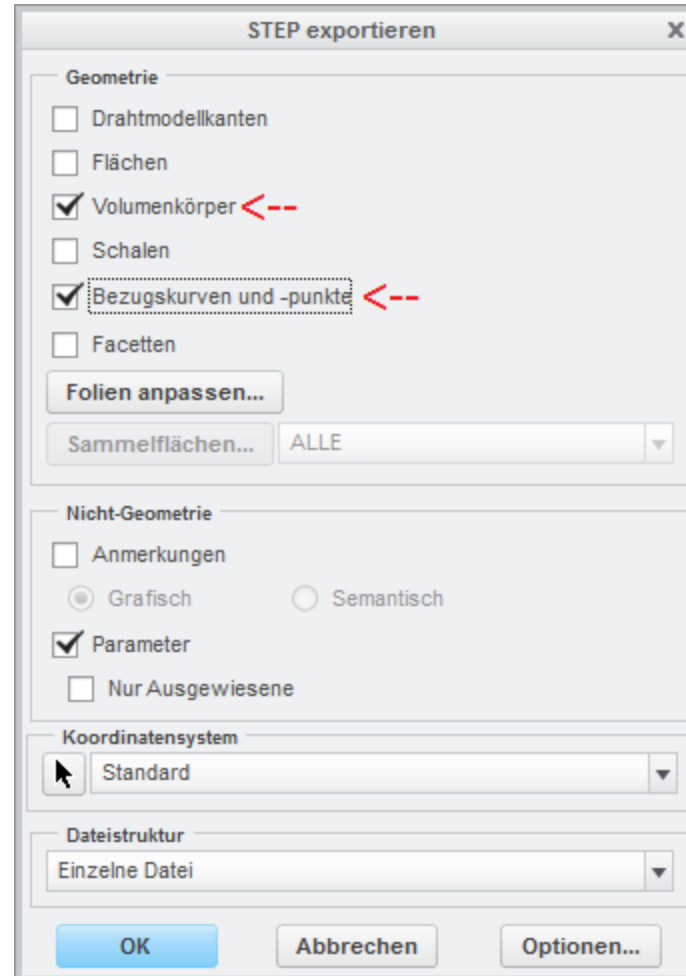 STEP exportieren
Geometrie
Drahtmodellkanten
Flächen
Volumenkörper <--
Schalen
Bezugskurven und -punkte <--
Facetten
Folien anpassen...
Sammelflächen... ALLE
Nicht-Geometrie
Anmerkungen
Grafisch Semantisch
Parameter
Nur Ausgewiesene
Koordinatensystem
Standard
Dateistruktur
Einzelne Datei
OK Abbrechen Optionen...